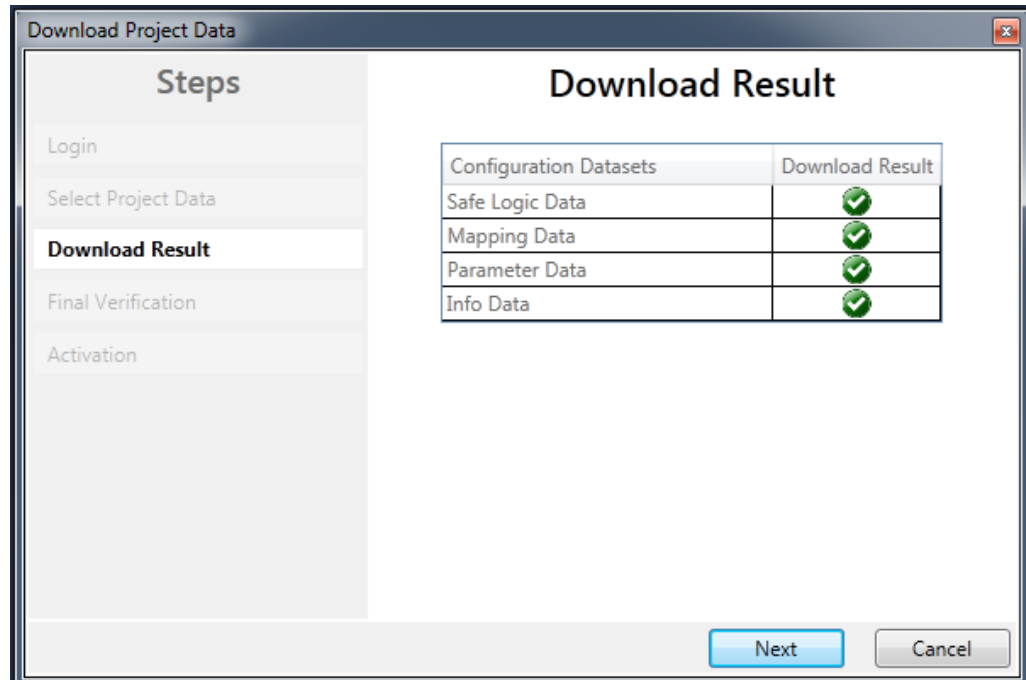 Download Project Data
Steps
Login
Select Project Data
Download Result
Final Verification
Activation
Download Result
Configuration Datasets Download Result
Safe Logic Data
Mapping Data
Parameter Data
Info Data
Next Cancel